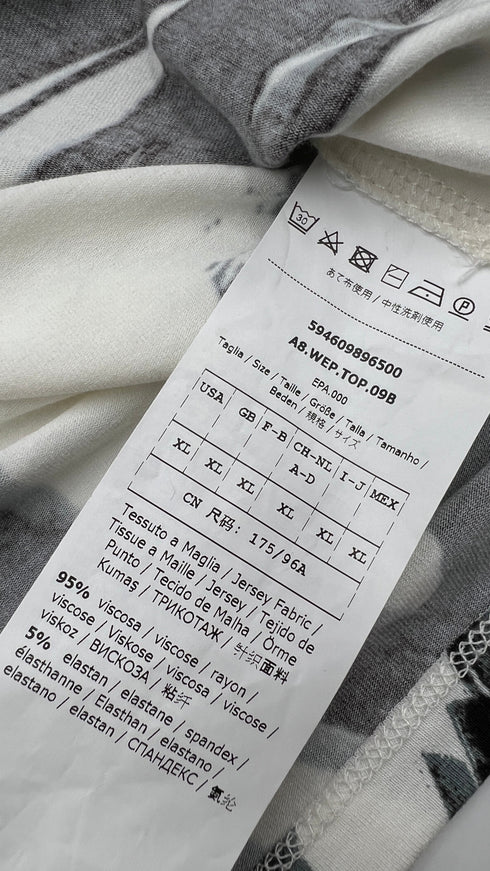 30
P
あて布使用 / 中性洗剤使用
594609896500
A8.WEP.TOP.09B
EPA.000
Taglia / Size / Taille / Größe / Talla / Tamanho /
Beden / 规格 / サイズ
USA GB F-B CH-NL I-J MEX
A-D
XL XL XL XL XL XL
CN 尺码: 175/96A
Tessuto a Maglia / Jersey Fabric /
Tissue a Maille / Jersey / Tejido de
Punto / Tecido de Malha / Örme
Kumaş / ТРИКОТАЖ / 针织面料
95% viscosa / viscose / rayon /
viscose / Viskose / viscosa / viscose /
viskoz / ВИСКОЗА / 粘纤
5% elastan / elastane / spandex /
élasthanne / Elasthan / elastano /
elastano / elastan / СПАНДЕКС / 氨纶